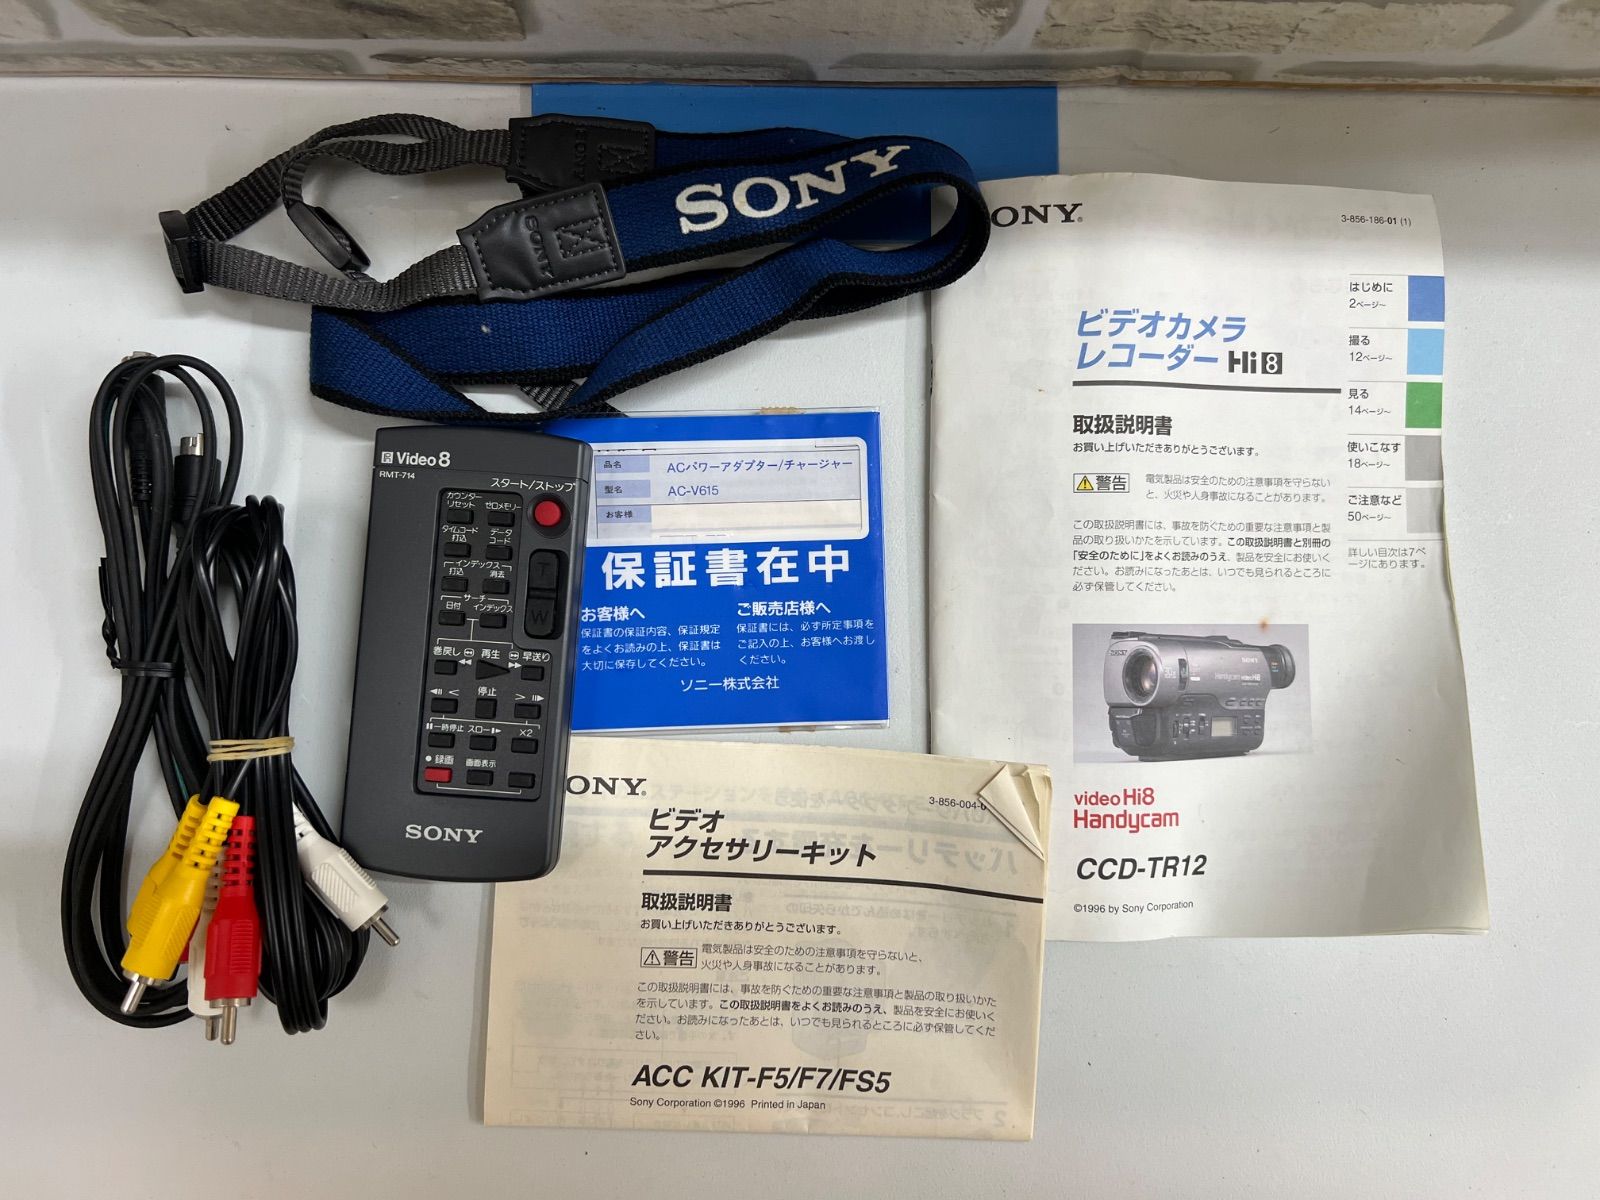 SONY
SONY
SONY
R Video 8
RMT-714
スタート/ストップ
カウンター
リセット
ゼロメモリー
タイムコード
打込
データ
コード
インデックス
打込
消去
サーチ
日付
インデックス
T
W
巻戻し
再生
早送り
停止
一時停止
スロー
×2
録画
画面表示
SONY
品名
ACパワーアダプター/チャージャー
型名
AC-V615
お客様
保証書在中
お客様へ
保証書の保証内容、保証規定
をよくお読みの上、保証書は
大切に保存してください。
ご販売店様へ
保証書には、必ず所定事項を
ご記入の上、お客様へお渡し
ください。
ソニー株式会社
ONY®
3-856-004-0
ビデオ
アクセサリーキット
取扱説明書
お買い上げいただきありがとうございます。
警告
電気製品は安全のための注意事項を守らないと、
火災や人身事故になることがあります。
この取扱説明書には、事故を防ぐための重要な注意事項と製品の取り扱いかた
を示しています。この取扱説明書をよくお読みのうえ、製品を安全にお使いく
ださい。お読みになったあとは、いつでも見られるところに必ず保管してくだ
さい。
ACC KIT-F5/F7/FS5
Sony Corporation ©1996 Printed in Japan
ONY®
3-856-186-01 (1)
ビデオカメラ
レコーダー Hi8
取扱説明書
お買い上げいただきありがとうございます。
警告
電気製品は安全のための注意事項を守らない
と、火災や人身事故になることがあります。
この取扱説明書には、事故を防ぐための重要な注意事項と製
品の取り扱いかたを示しています。この取扱説明書と別冊の
「安全のために」をよくお読みのうえ、製品を安全にお使いく
ださい。お読みになったあとは、いつでも見られるところに
必ず保管してください。
はじめに
2ページ〜
撮る
12ページ〜
見る
14ページ〜
使いこなす
18ページ〜
ご注意など
50ページ〜
詳しい目次は7ペ
ージにあります。
SONY
Handycam
video Hi8
Handycam
CCD-TR12
©1996 by Sony Corporation